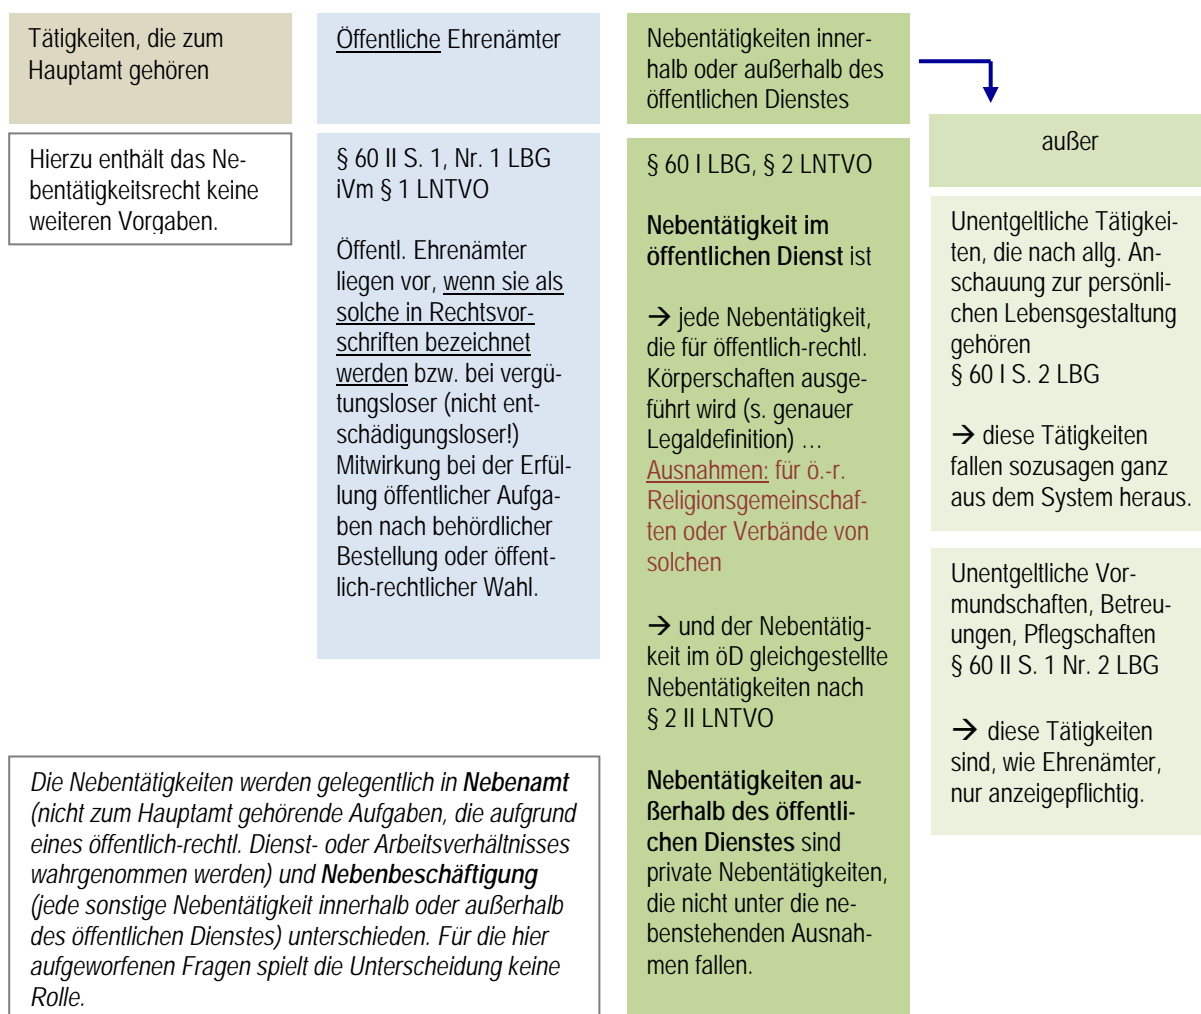 Tätigkeiten, die zum
Hauptamt gehören
Hierzu enthält das Ne-
bentätigkeitsrecht keine
weiteren Vorgaben.
Öffentliche Ehrenämter
§ 60 II S. 1, Nr. 1 LBG
iVm § 1 LNTVO
Öffentl. Ehrenämter
liegen vor, wenn sie als
solche in Rechtsvor-
schriften bezeichnet
werden bzw. bei vergü-
tungsloser (nicht ent-
schädigungsloser!)
Mitwirkung bei der Erfül-
lung öffentlicher Aufga-
ben nach behördlicher
Bestellung oder öffent-
lich-rechtlicher Wahl.
Nebentätigkeiten inner-
halb oder außerhalb des
öffentlichen Dienstes
§ 60 I LBG, § 2 LNTVO
Nebentätigkeit im
öffentlichen Dienst ist
→ jede Nebentätigkeit,
die für öffentlich-rechtl.
Körperschaften ausge-
führt wird (s. genauer
Legaldefinition) …
Ausnahmen: für ö.-r.
Religionsgemeinschaf-
ten oder Verbände von
solchen
→ und der Nebentätig-
keit im öD gleichgestellte
Nebentätigkeiten nach
§ 2 II LNTVO
Nebentätigkeiten au-
ßerhalb des öffentli-
chen Dienstes sind
private Nebentätigkeiten,
die nicht unter die ne-
benstehenden Ausnah-
men fallen.
außer
Unentgeltliche Tätigkei-
ten, die nach allg. An-
schauung zur persönli-
chen Lebensgestaltung
gehören
§ 60 I S. 2 LBG
→ diese Tätigkeiten
fallen sozusagen ganz
aus dem System heraus.
Unentgeltliche Vor-
mundschaften, Betreu-
ungen, Pflegschaften
§ 60 II S. 1 Nr. 2 LBG
→ diese Tätigkeiten
sind, wie Ehrenämter,
nur anzeigepflichtig.
Die Nebentätigkeiten werden gelegentlich in Nebenamt
(nicht zum Hauptamt gehörende Aufgaben, die aufgrund
eines öffentlich-rechtl. Dienst- oder Arbeitsverhältnisses
wahrgenommen werden) und Nebenbeschäftigung
(jede sonstige Nebentätigkeit innerhalb oder außerhalb
des öffentlichen Dienstes) unterschieden. Für die hier
aufgeworfenen Fragen spielt die Unterscheidung keine
Rolle.